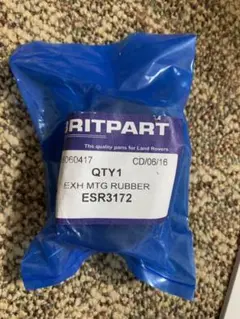 RITPART
The quality parts for Land Rovers
060417 CD/06/16
QTY1
EXH MTG RUBBER
ESR3172